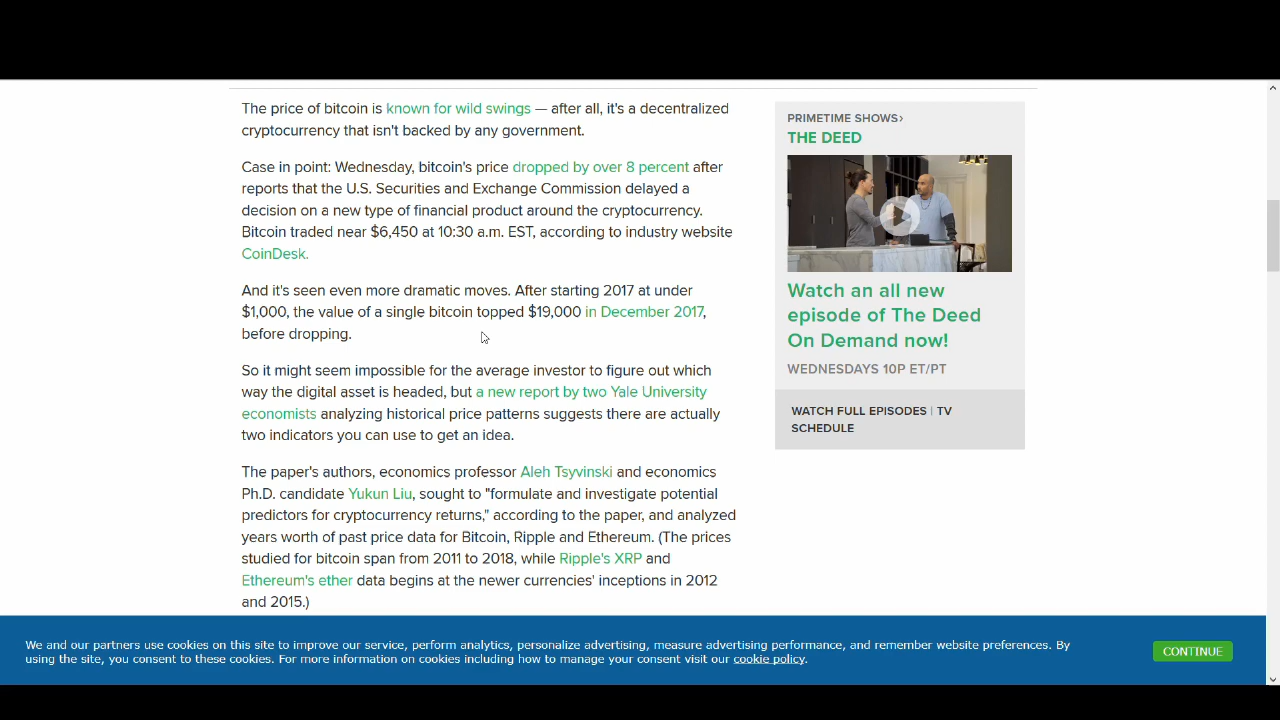 The price of bitcoin is known for wild swings — after all, it's a decentralized
cryptocurrency that isn't backed by any government.
Case in point: Wednesday, bitcoin's price dropped by over 8 percent after
reports that the U.S. Securities and Exchange Commission delayed a
decision on a new type of financial product around the cryptocurrency.
Bitcoin traded near $6,450 at 10:30 a.m. EST, according to industry website
CoinDesk.
And it's seen even more dramatic moves. After starting 2017 at under
$1,000, the value of a single bitcoin topped $19,000 in December 2017,
before dropping.
So it might seem impossible for the average investor to figure out which
way the digital asset is headed, but a new report by two Yale University
economists analyzing historical price patterns suggests there are actually
two indicators you can use to get an idea.
The paper's authors, economics professor Aleh Tsyvinski and economics
Ph.D. candidate Yukun Liu, sought to "formulate and investigate potential
predictors for cryptocurrency returns," according to the paper, and analyzed
years worth of past price data for Bitcoin, Ripple and Ethereum. (The prices
studied for bitcoin span from 2011 to 2018, while Ripple's XRP and
Ethereum's ether data begins at the newer currencies' inceptions in 2012
and 2015.)
PRIMETIME SHOWS›
THE DEED
Watch an all new
episode of The Deed
On Demand now!
WEDNESDAYS 10P ET/PT
WATCH FULL EPISODES | TV
SCHEDULE
We and our partners use cookies on this site to improve our service, perform analytics, personalize advertising, measure advertising performance, and remember website preferences. By
using the site, you consent to these cookies. For more information on cookies including how to manage your consent visit our cookie policy.
CONTINUE